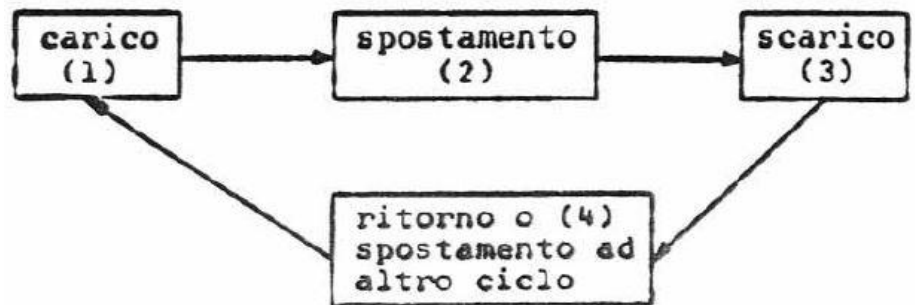 carico
(1)
spostamento
(2)
scarico
(3)
ritorno o (4)
spostamento ad
altro ciclo